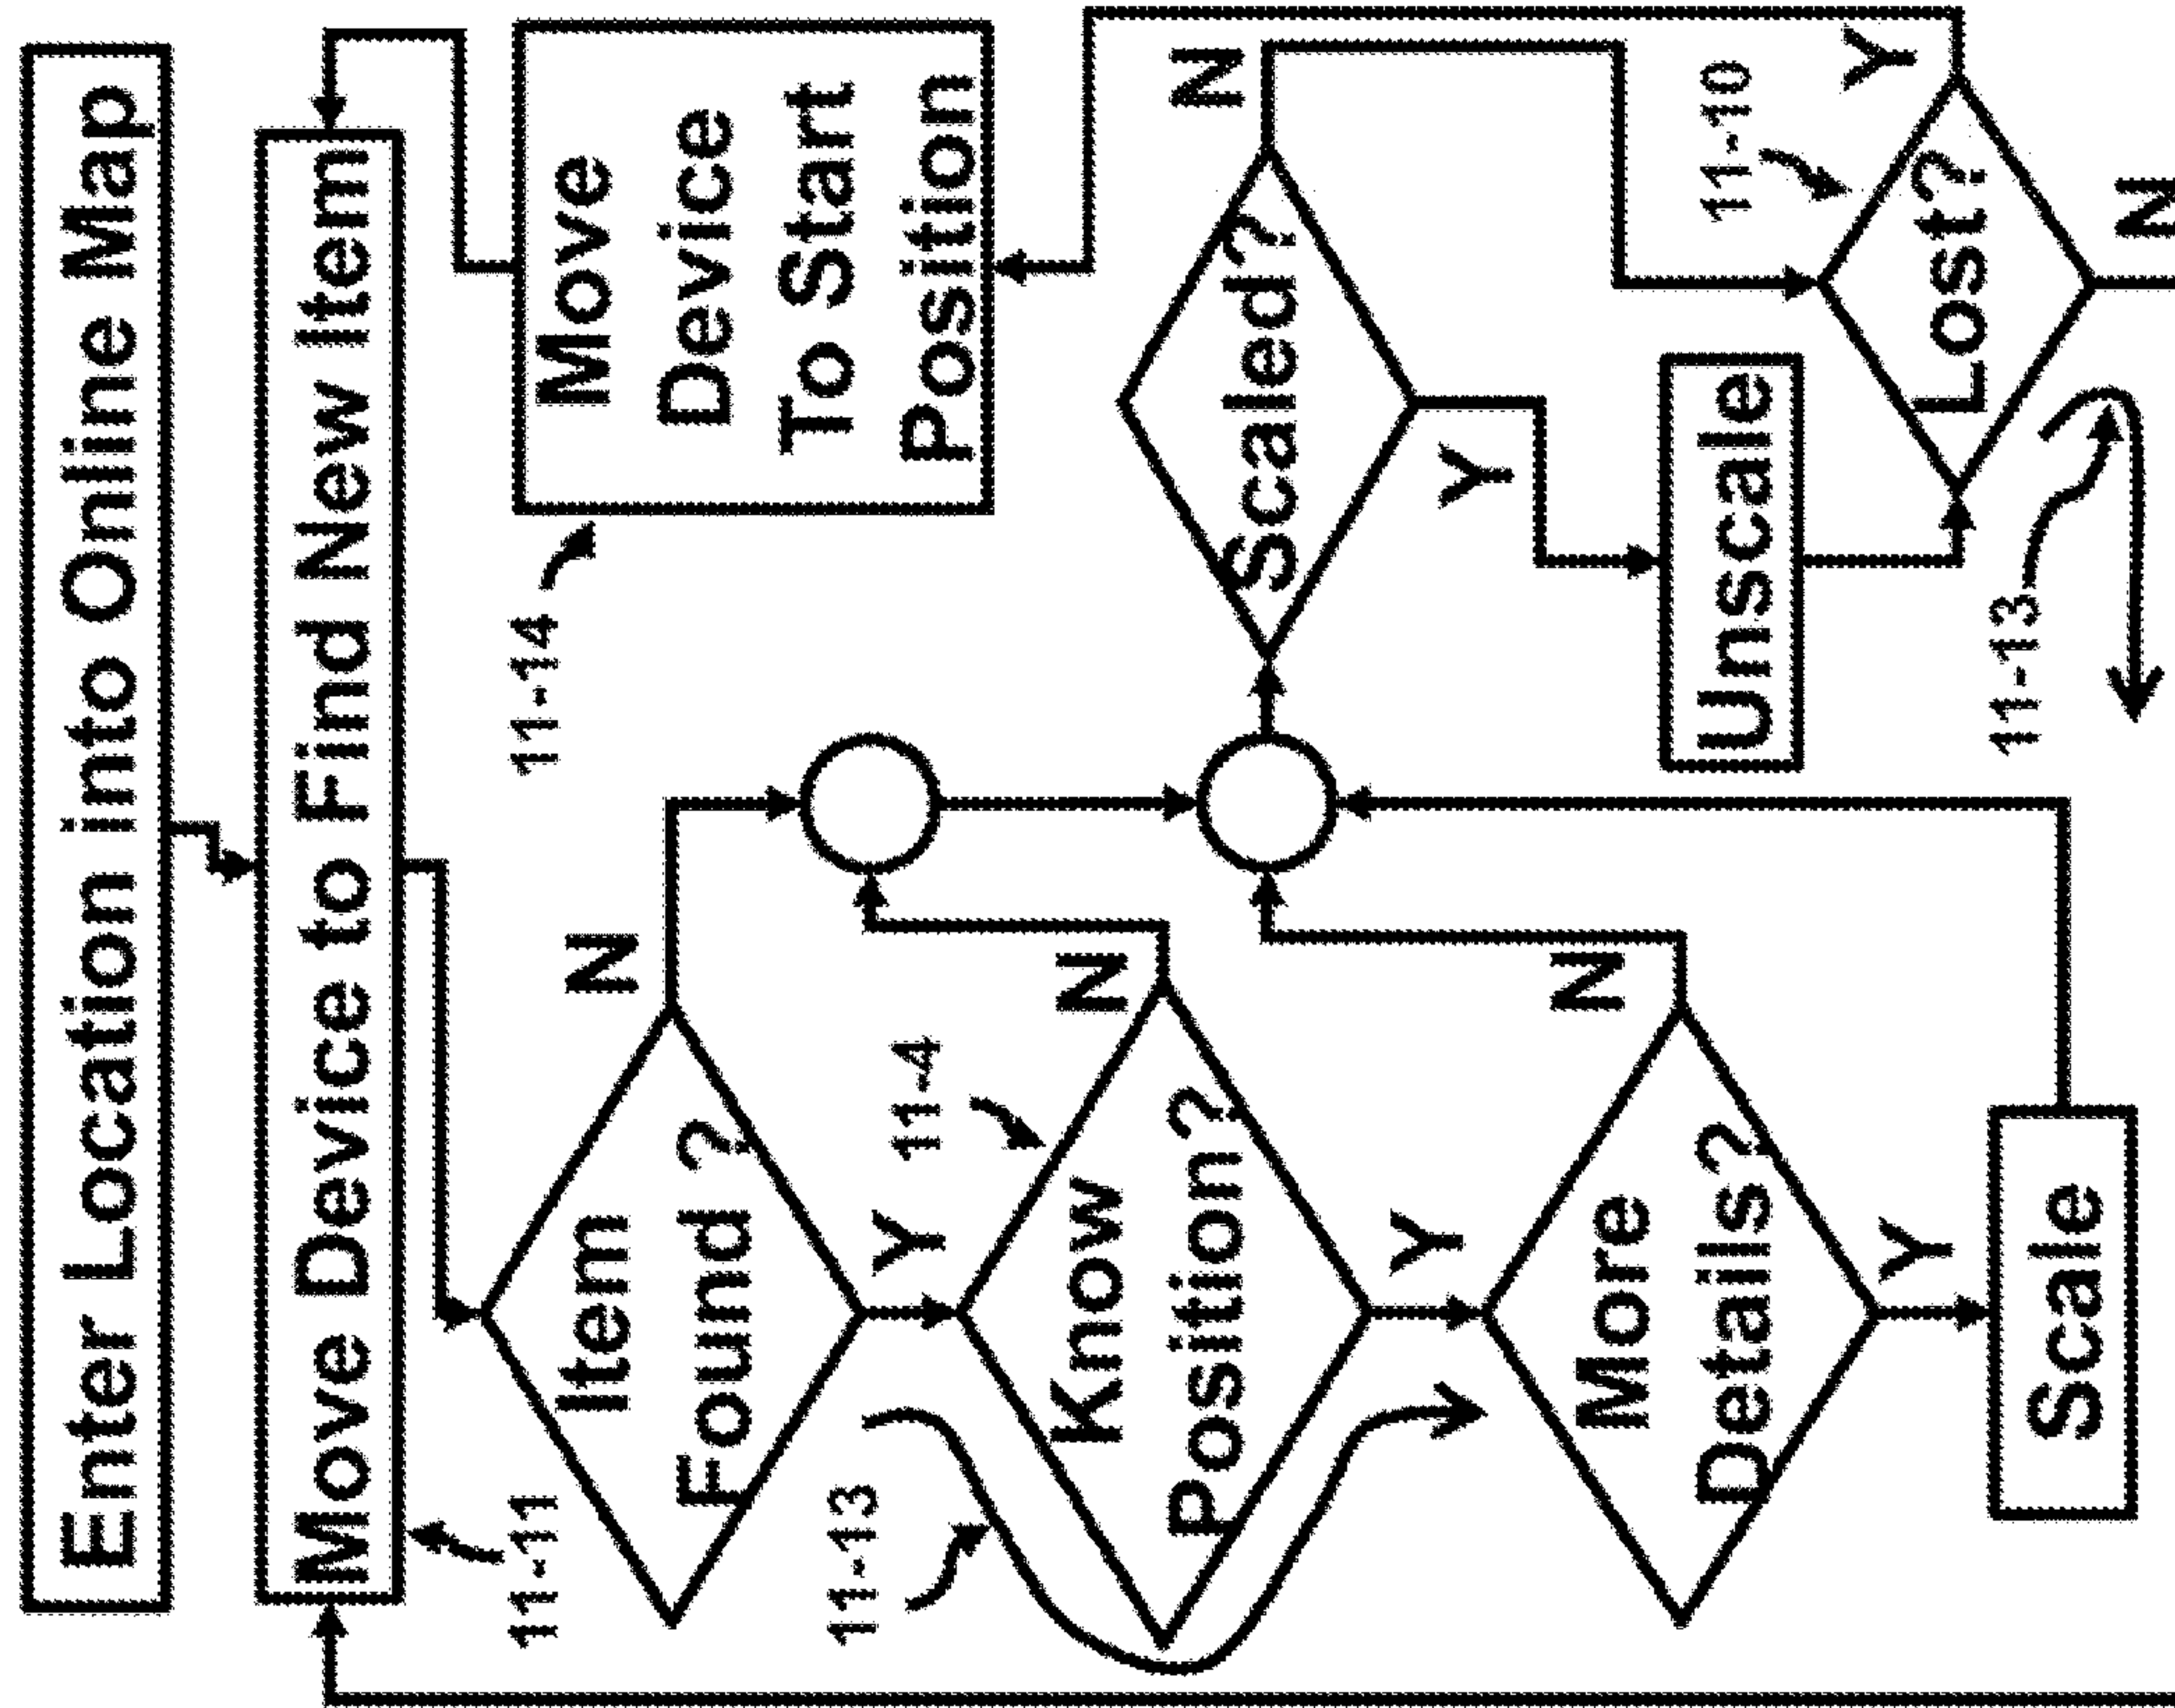 Enter Location into Online Map
Move Device to Find New Item
11-11
Item
Found ?
N
Y
11-13
11-4
Know
Position?
N
Y
More
Details?
N
Y
Scale
11-14
Move
Device
To Start
Position
Scaled?
N
Y
Unscale
11-10
Lost?
Y
N
11-13